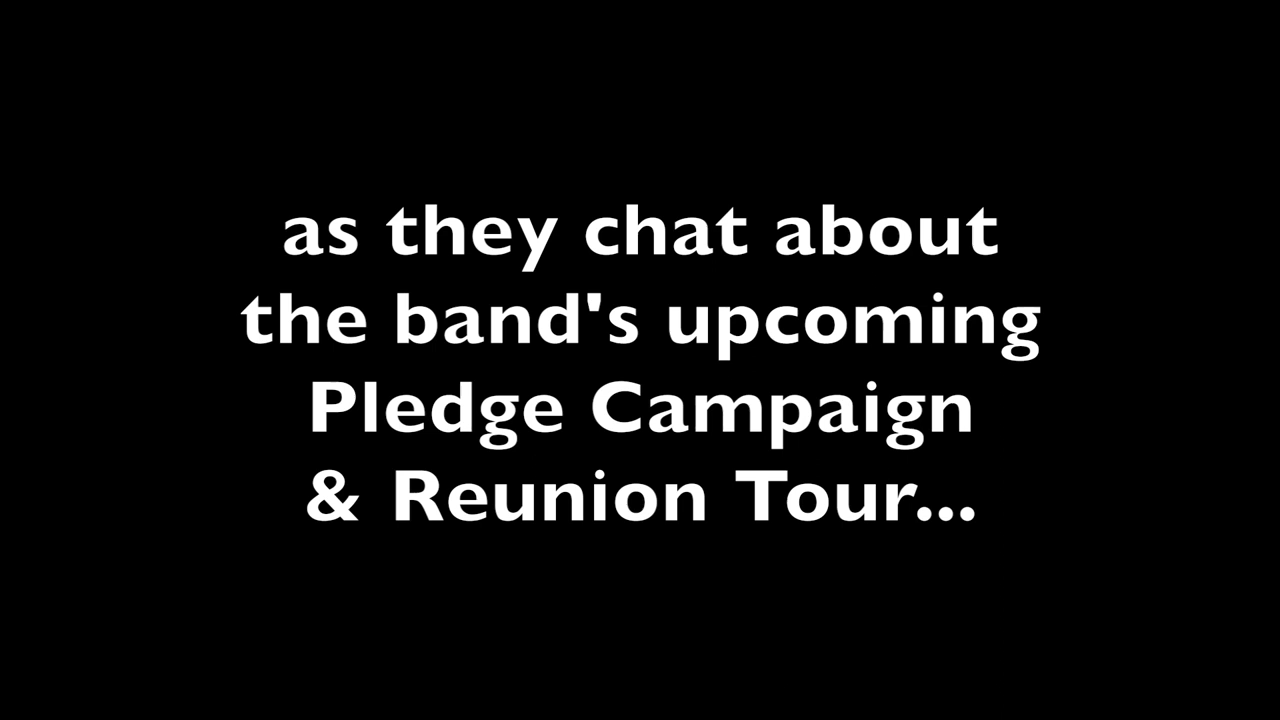 as they chat about
the band's upcoming
Pledge Campaign
& Reunion Tour...